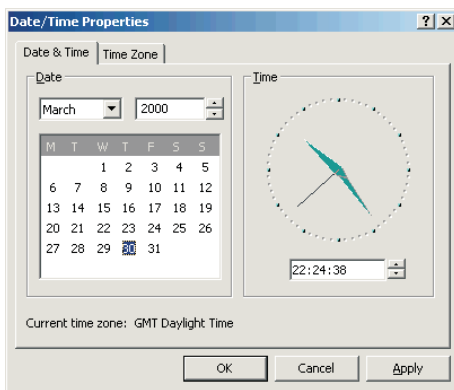 Date/Time Properties
Date & Time
Time Zone
Date
March
2000
M T W T F S S
1 2 3 4 5
6 7 8 9 10 11 12
13 14 15 16 17 18 19
20 21 22 23 24 25 26
27 28 29 30 31
Time
22:24:38
Current time zone: GMT Daylight Time
OK
Cancel
Apply